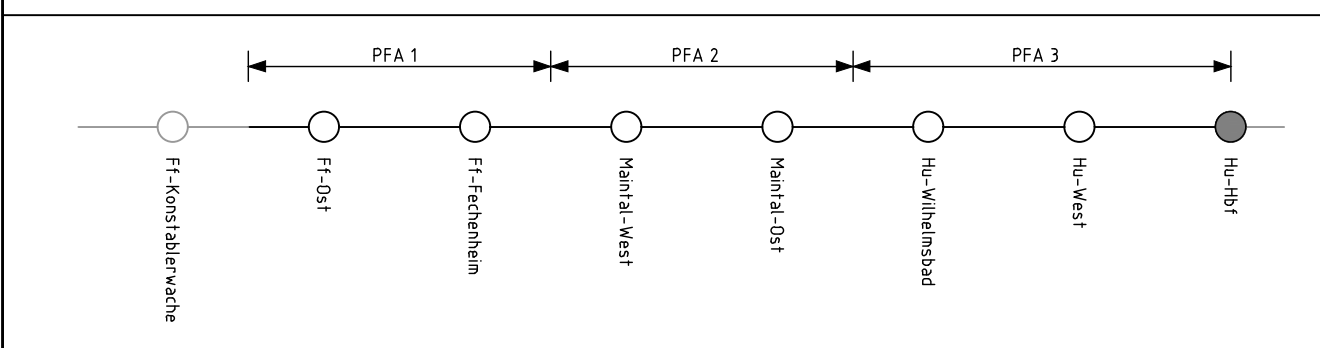 PFA 1
PFA 2
PFA 3
Ff-Konstablerwache
Ff-Ost
Ff-Fechenheim
Maintal-West
Maintal-Ost
Hu-Wilhelmsbad
Hu-West
Hu-Hbf